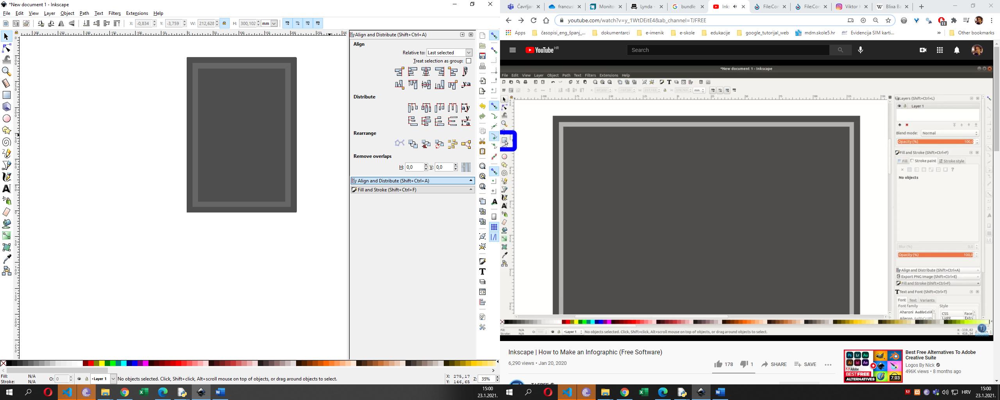 *New document 1 - Inkscape
File Edit View Layer Object Path Text Filters Extensions Help
X: -0,834 Y: -3,759 W: 212,628 H: 300,102 mm
Align and Distribute (Shift+Ctrl+A)
Align
Relative to: Last selected
Treat selection as group:
Distribute
Rearrange
Remove overlaps
H: 0,0 V: 0,0
Align and Distribute (Shift+Ctrl+A)
Fill and Stroke (Shift+Ctrl+F)
Fill: N/A
Stroke: N/A
O: 0
Layer 1
No objects selected. Click, Shift+click, Alt+scroll mouse on top of objects, or drag around objects to select.
X: 275,17
Y: 146,65
Z: 35%
15:00
23.1.2021.
Čavrljan
francus
Monito
Lynda -
bundle
Ink
File:Con
File:Con
Viktor
Blixa Ba
youtube.com/watch?v=y_1WtDEitE4&ab_channel=TJFREE
11
Apps časopisi_eng_španj_... dokumentarci e-imenik e-skole edukacije google_tutorijal_web mdm.skole5.hr Evidencija SIM karti... » Other bookmarks
YouTube HR
Search
*New document 1 - Inkscape
File Edit View Layer Object Path Text Filters Extensions Help
mm
Layers (Shift+Ctrl+L)
Layer 1
Blend mode: Normal
Opacity (%) 100,0
Fill and Stroke (Shift+Ctrl+F)
Fill Stroke paint Stroke style
No objects
Blur (%) 0,0
Opacity (%) 100,0
Align and Distribute (Shift+Ctrl+A)
Export PNG Image (Shift+Ctrl+E)
Fill and Stroke (Shift+Ctrl+F)
Text and Font (Shift+Ctrl+T)
Font Text Variants
Font family Style
Aharoni AaBbCcIiP
CSS Face
Light Extra
Fill: N/A
Stroke: N/A
Layer 1
No objects selected. Click, Shift+click, Alt+scroll mouse on top of objects, or drag around objects to select.
X: -119,82
Y: 416,34
Inkscape | How to Make an Infographic (Free Software)
6,290 views • Jan 20, 2020
178 1 SHARE SAVE
Best Free Alternatives To Adobe Creative Suite
Logos By Nick
496K views • 8 months ago
Ps Lr Au
Ai Id Ae
Adobe
BEST FREE
ALTERNATIVES
7:03
HRV
15:00
23.1.2021.